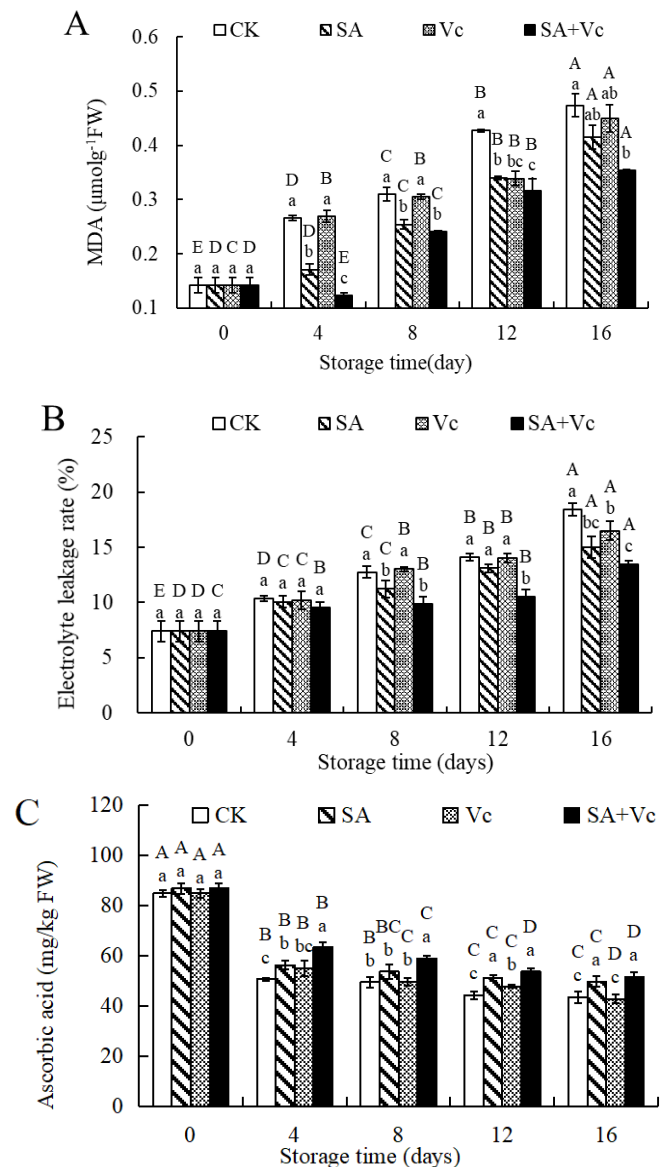 A
CK SA Vc SA+Vc
MDA (µmolg⁻¹FW)
0.6
0.5
0.4
0.3
0.2
0.1
E D C D
a a a a
D D B E
a b a c
C C B C
a b a b
B B B B
a b bc c
A A A A
a ab ab b
0 4 8 12 16
Storage time(day)
B
CK SA Vc SA+Vc
Electrolyte leakage rate (%)
25
20
15
10
5
0
E D D C
a a a a
D C C B
a a a a
C C B B
a b a b
B B B B
a a a b
A A A A
a bc b c
0 4 8 12 16
Storage time (days)
C
CK SA Vc SA+Vc
Ascorbic acid (mg/kg FW)
120
100
80
60
40
20
0
A A A A
a a a a
B B B C
c b bc a
B BC C C
b b b a
C C C D
c a b a
C C D D
c a c a
0 4 8 12 16
Storage time (days)